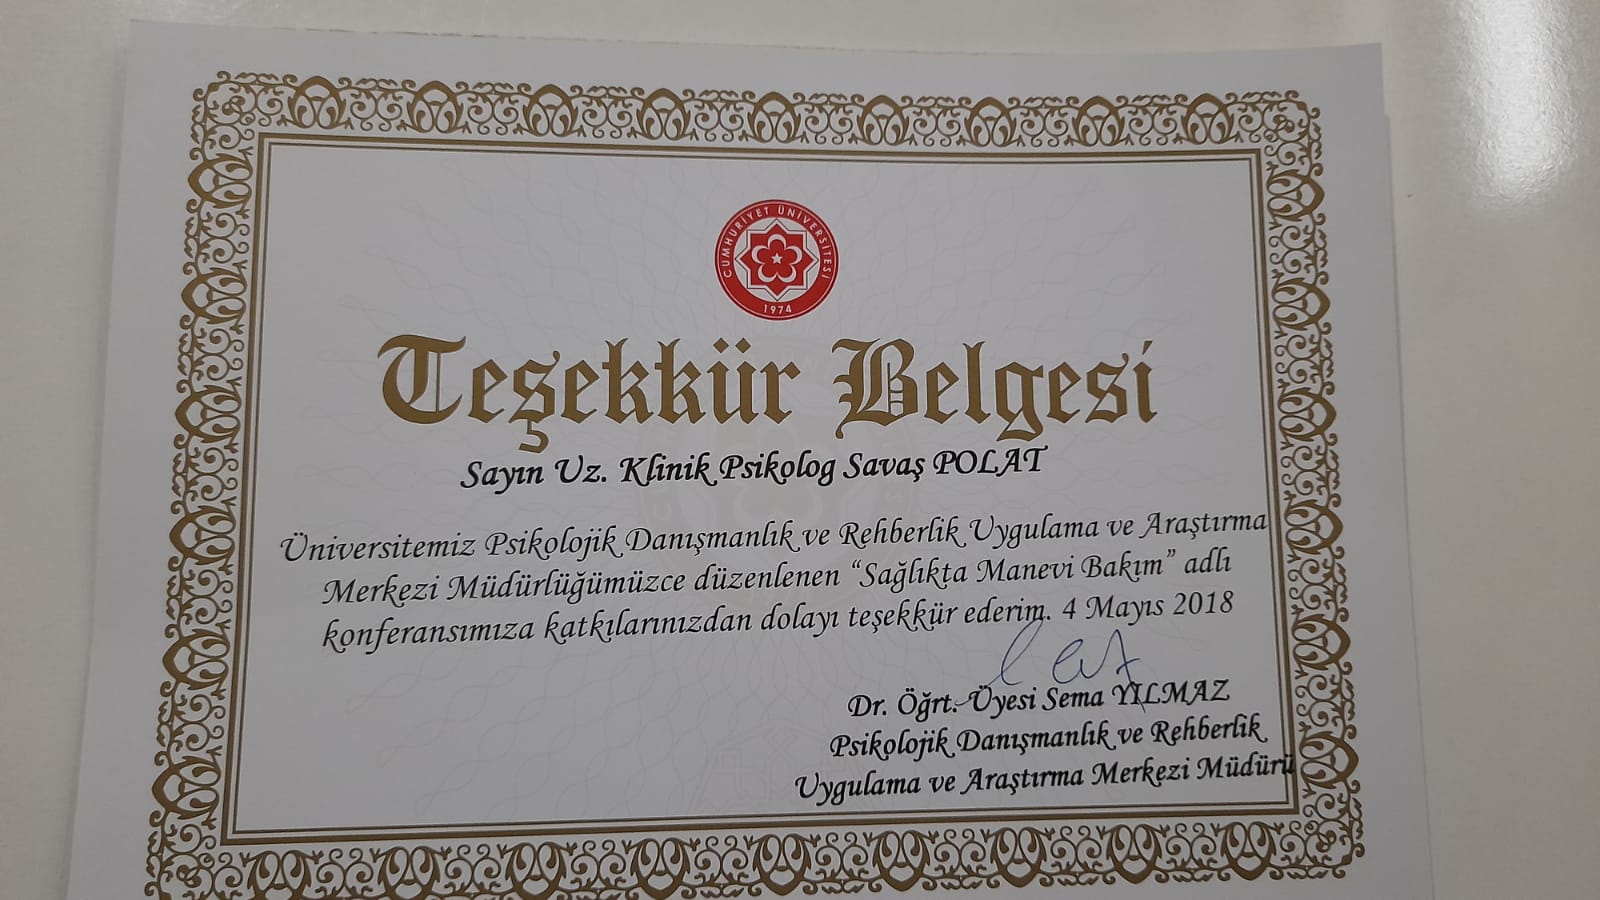 CUMHURİYET ÜNİVERSİTESİ
1974
Teşekkür Belgesi
Sayın Uz. Klinik Psikolog Savaş POLAT
Üniversitemiz Psikolojik Danışmanlık ve Rehberlik Uygulama ve Araştırma
Merkezi Müdürlüğümüzce düzenlenen “Sağlıkta Manevi Bakım” adlı
konferansımıza katkılarınızdan dolayı teşekkür ederim. 4 Mayıs 2018
Dr. Öğrt. Üyesi Sema YILMAZ
Psikolojik Danışmanlık ve Rehberlik
Uygulama ve Araştırma Merkezi Müdürü